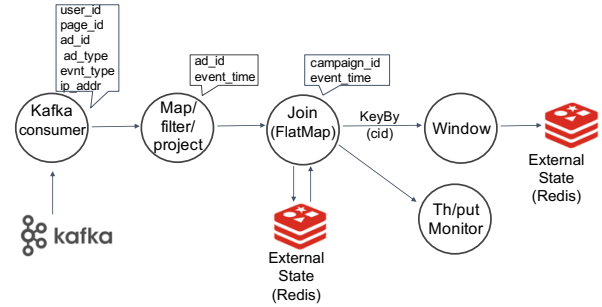 user_id
page_id
ad_id
ad_type
evnt_type
ip_addr
ad_id
event_time
campaign_id
event_time
Kafka
consumer
Map/
filter/
project
Join
(FlatMap)
KeyBy
(cid)
Window
External
State
(Redis)
Th/put
Monitor
kafka
External
State
(Redis)